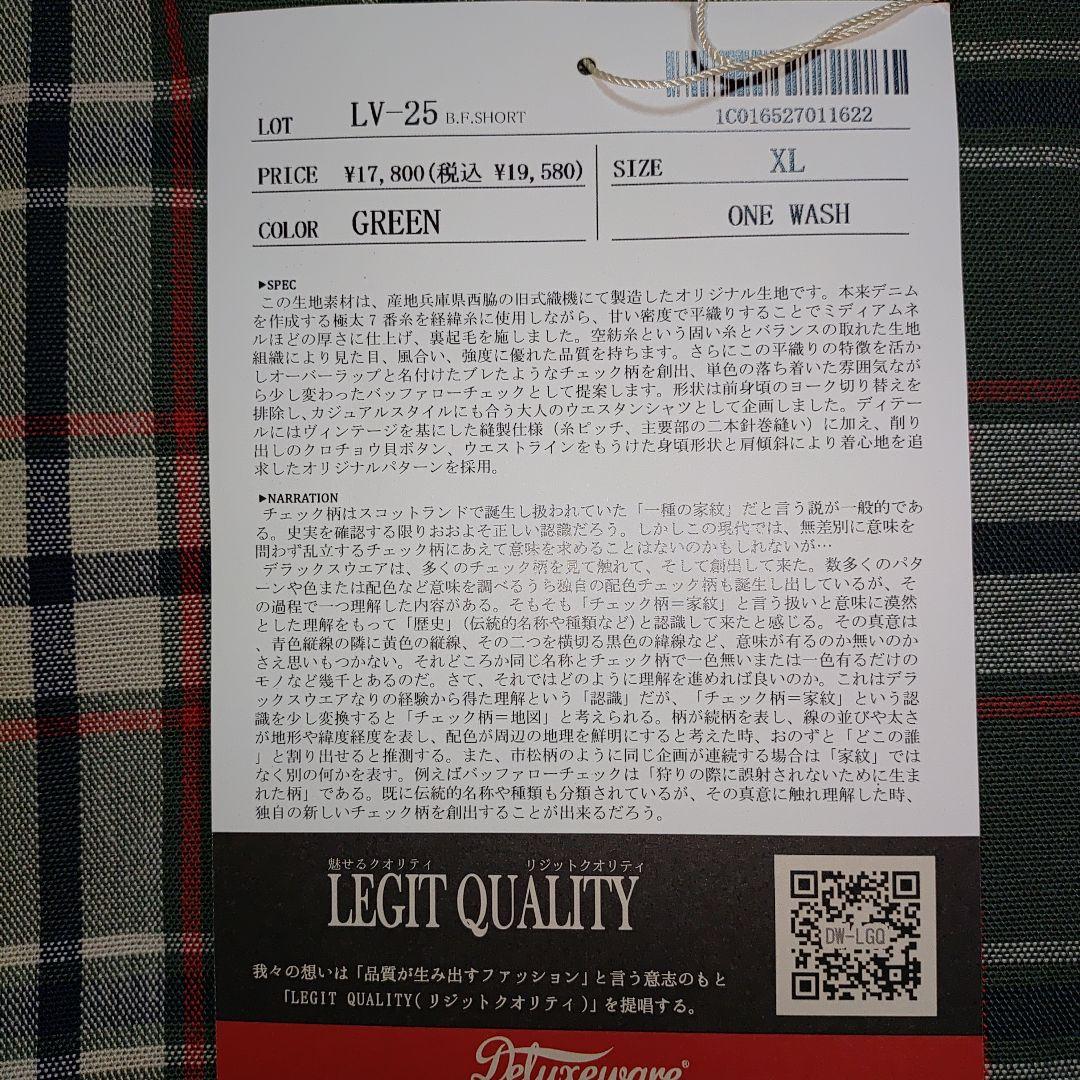 LOT LV-25 B.F.SHORT
1C016527011622
PRICE ¥17,800(税込 ¥19,580)
SIZE XL
COLOR GREEN
ONE WASH
▶SPEC
この生地素材は、産地兵庫県西脇の旧式織機にて製造したオリジナル生地です。本来デニム
を作成する極太7番糸を経緯糸に使用しながら、甘い密度で平織りすることでミディアムネ
ルほどの厚さに仕上げ、裏起毛を施しました。空紡糸という固い糸とバランスの取れた生地
組織により見た目、風合い、強度に優れた品質を持ちます。さらにこの平織りの特徴を活か
しオーバーラップと名付けたブレたようなチェック柄を創出、単色の落ち着いた雰囲気なが
ら少し変わったバッファローチェックとして提案します。形状は前身頃のヨーク切り替えを
排除し、カジュアルスタイルにも合う大人のウエスタンシャツとして企画しました。ディテ
ールにはヴィンテージを基にした縫製仕様（糸ピッチ、主要部の二本針巻縫い）に加え、削り
出しのクロチョウ貝ボタン、ウエストラインをもうけた身頃形状と肩傾斜により着心地を追
求したオリジナルパターンを採用。
▶NARRATION
チェック柄はスコットランドで誕生し扱われていた「一種の家紋」だと言う説が一般的であ
る。史実を確認する限りおおよそ正しい認識だろう。しかしこの現代では、無差別に意味を
問わず乱立するチェック柄にあえて意味を求めることはないのかもしれないが…
デラックスウエアは、多くのチェック柄を見て触れて、そして創出して来た。数多くのパタ
ーンや色または配色など意味を調べるうち独自の配色チェック柄も誕生し出しているが、そ
の過程で一つ理解した内容がある。そもそも「チェック柄＝家紋」と言う扱いと意味に漠然
とした理解をもって「歴史」(伝統的名称や種類など)と認識して来たと感じる。その真意は
、青色縦線の隣に黄色の縦線、その二つを横切る黒色の緯線など、意味が有るのか無いのか
さえ思いもつかない。それどころか同じ名称とチェック柄で一色無いまたは一色有るだけの
モノなど幾千とあるのだ。さて、それではどのように理解を進めれば良いのか。これはデラ
ックスウエアなりの経験から得た理解という「認識」だが、「チェック柄＝家紋」という認
識を少し変換すると「チェック柄＝地図」と考えられる。柄が続柄を表し、線の並びや太さ
が地形や緯度経度を表し、配色が周辺の地理を鮮明にすると考えた時、おのずと「どこの誰
」と割り出せると推測する。また、市松柄のように同じ企画が連続する場合は「家紋」では
なく別の何かを表す。例えばバッファローチェックは「狩りの際に誤射されないために生ま
れた柄」である。既に伝統的名称や種類も分類されているが、その真意に触れ理解した時、
独自の新しいチェック柄を創出することが出来るだろう。
魅せるクオリティ リジットクオリティ
LEGIT QUALITY
DW-LGQ
我々の想いは「品質が生み出すファッション」と言う意志のもと
「LEGIT QUALITY(リジットクオリティ)」を提唱する。
Deluxeware®